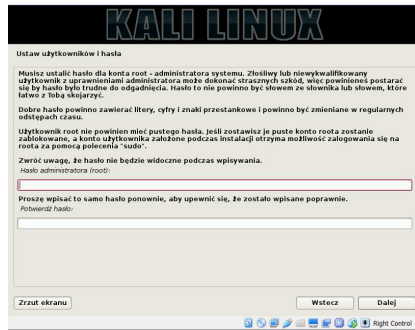 KALI LINUX
Ustaw użytkowników i hasła
Musisz ustalić hasło dla konta root - administratora systemu. Złośliwy lub niewykwalifikowany
użytkownik z uprawnieniami administratora może dokonać strasznych szkód, więc powinieneś postarać
się by hasło było trudne do odgadnięcia. Hasło to nie powinno być słowem ze słownika lub słowem, które
łatwo z Tobą skojarzyć.
Dobre hasło powinno zawierać litery, cyfry i znaki przestankowe i powinno być zmieniane w regularnych
odstępach czasu.
Użytkownik root nie powinien mieć pustego hasła. Jeśli zostawisz je puste konto roota zostanie
zablokowane, a konto użytkownika założone podczas instalacji otrzyma możliwość zalogowania się na
roota za pomocą polecenia "sudo".
Zwróć uwagę, że hasło nie będzie widoczne podczas wpisywania.
Hasło administratora (root):
Proszę wpisać to samo hasło ponownie, aby upewnić się, że zostało wpisane poprawnie.
Potwierdź hasło:
Zrzut ekranu
Wstecz
Dalej
Right Control